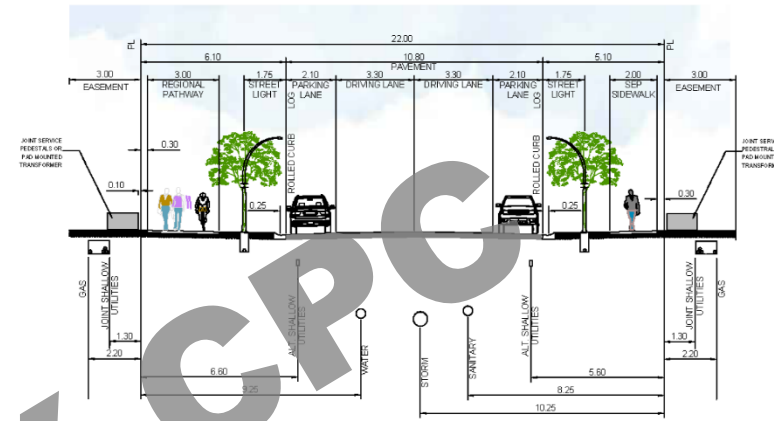 22.00
PL
PL
6.10
10.80
5.10
PAVEMENT
3.00
3.00
1.75
2.10
3.30
3.30
2.10
1.75
2.00
3.00
EASEMENT
REGIONAL
PATHWAY
STREET
LIGHT
PARKING
LANE
LOG
DRIVING LANE
DRIVING LANE
PARKING
LANE
LOG
STREET
LIGHT
SEP
SIDEWALK
EASEMENT
JOINT SERVICE
PEDESTALS OR
PAD MOUNTED
TRANSFORMER
0.30
0.10
0.25
ROLLED CURB
ROLLED CURB
0.25
0.30
GAS
JOINT SHALLOW
UTILITIES
1.30
2.20
ALT. SHALLOW
UTILITIES
WATER
STORM
SANITARY
ALT. SHALLOW
UTILITIES
JOINT SHALLOW
UTILITIES
GAS
1.30
2.20
6.60
9.25
5.60
8.25
10.25
CPC